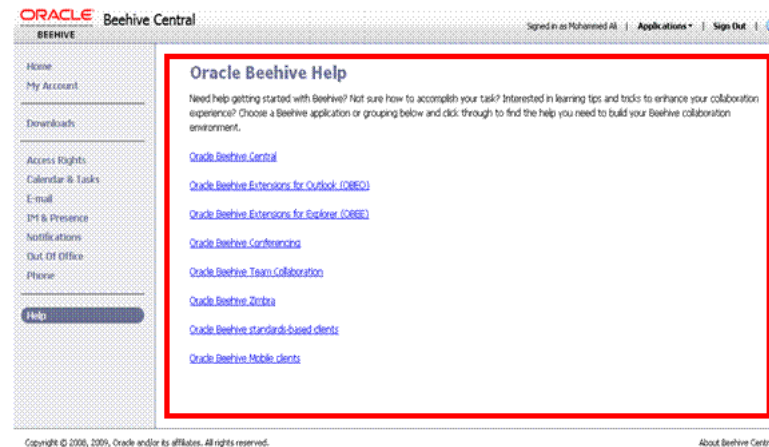 ORACLE Beehive Central
BEEHIVE
Signed in as Mohammed Ali | Applications | Sign Out |
Home
My Account
Downloads
Access Rights
Calendar & Tasks
E-mail
IM & Presence
Notifications
Out Of Office
Phone
Help
Oracle Beehive Help
Need help getting started with Beehive? Not sure how to accomplish your task? Interested in learning tips and tricks to enhance your collaboration
experience? Choose a Beehive application or grouping below and click through to find the help you need to build your Beehive collaboration
environment.
Oracle Beehive Central
Oracle Beehive Extensions for Outlook (OBEO)
Oracle Beehive Extensions for Explorer (OBEE)
Oracle Beehive Conferencing
Oracle Beehive Team Collaboration
Oracle Beehive Zimbra
Oracle Beehive standards-based clients
Oracle Beehive Mobile clients
Copyright © 2008, 2009, Oracle and/or its affiliates. All rights reserved.
About Beehive Centr